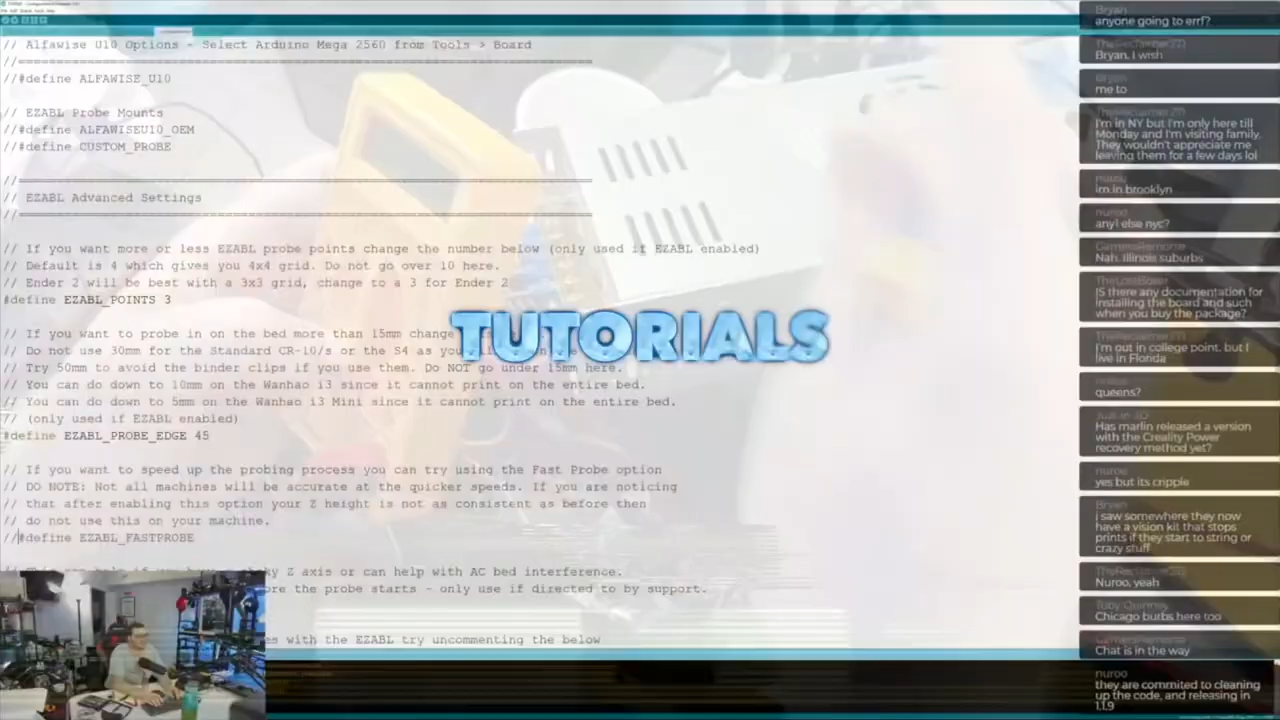 // Alfawise U10 Options - Select Arduino Mega 2560 from Tools > Board
//===========================================================================
//#define ALFAWISE_U10
// EZABL Probe Mounts
//#define ALFAWISEU10_OEM
//#define CUSTOM_PROBE
//===========================================================================
// EZABL Advanced Settings
//===========================================================================
// If you want more or less EZABL probe points change the number below (only used if EZABL enabled)
// Default is 4 which gives you 4x4 grid. Do not go over 10 here.
// Ender 2 will be best with a 3x3 grid, change to a 3 for Ender 2
#define EZABL_POINTS 3
// If you want to probe in on the bed more than 15mm change
// Do not use 30mm for the Standard CR-10/s or the S4 as
// Try 50mm to avoid the binder clips if you use them. Do NOT go under 15mm here.
// You can do down to 10mm on the Wanhao i3 since it cannot print on the entire bed.
// You can do down to 5mm on the Wanhao i3 Mini since it cannot print on the entire bed.
// (only used if EZABL enabled)
#define EZABL_PROBE_EDGE 45
// If you want to speed up the probing process you can try using the Fast Probe option
// DO NOTE: Not all machines will be accurate at the quicker speeds. If you are noticing
// that after enabling this option your Z height is not as consistent as before then
// do not use this on your machine.
//#define EZABL_FASTPROBE
Z axis or can help with AC bed interference.
the probe starts - only use if directed to by support.
with the EZABL try uncommenting the below
TUTORIALS
Bryan
anyone going to errf?
Bryan, I wish
Bryan
me to
I'm in NY but I'm only here till
Monday and I'm visiting family.
They wouldn't appreciate me
leaving them for a few days lol
nuroo
im in brooklyn
nuroo
any1 else nyc?
Nah. Illinois suburbs
IS there any documentation for
installing the board and such
when you buy the package?
I'm out in college point, but I
live in Florida
nuroo
queens?
Has marlin released a version
with the Creality Power
recovery method yet?
nuroo
yes but its cripple
Bryan
i saw somewhere they now
have a vision kit that stops
prints if they start to string or
crazy stuff
Nuroo, yeah
Chicago burbs here too
Chat is in the way
nuroo
they are commited to cleaning
up the code, and releasing in
1.1.9